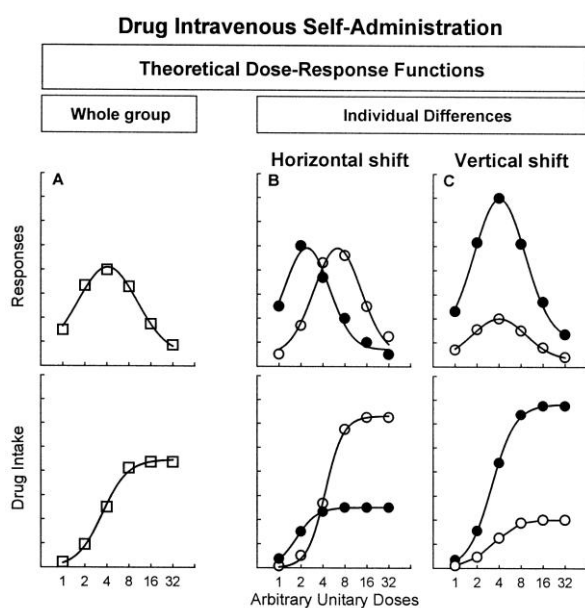 Drug Intravenous Self-Administration
Theoretical Dose-Response Functions
Whole group
Individual Differences
Horizontal shift
Vertical shift
A
B
C
Responses
Drug Intake
1 2 4 8 16 32
1 2 4 8 16 32
1 2 4 8 16 32
Arbitrary Unitary Doses